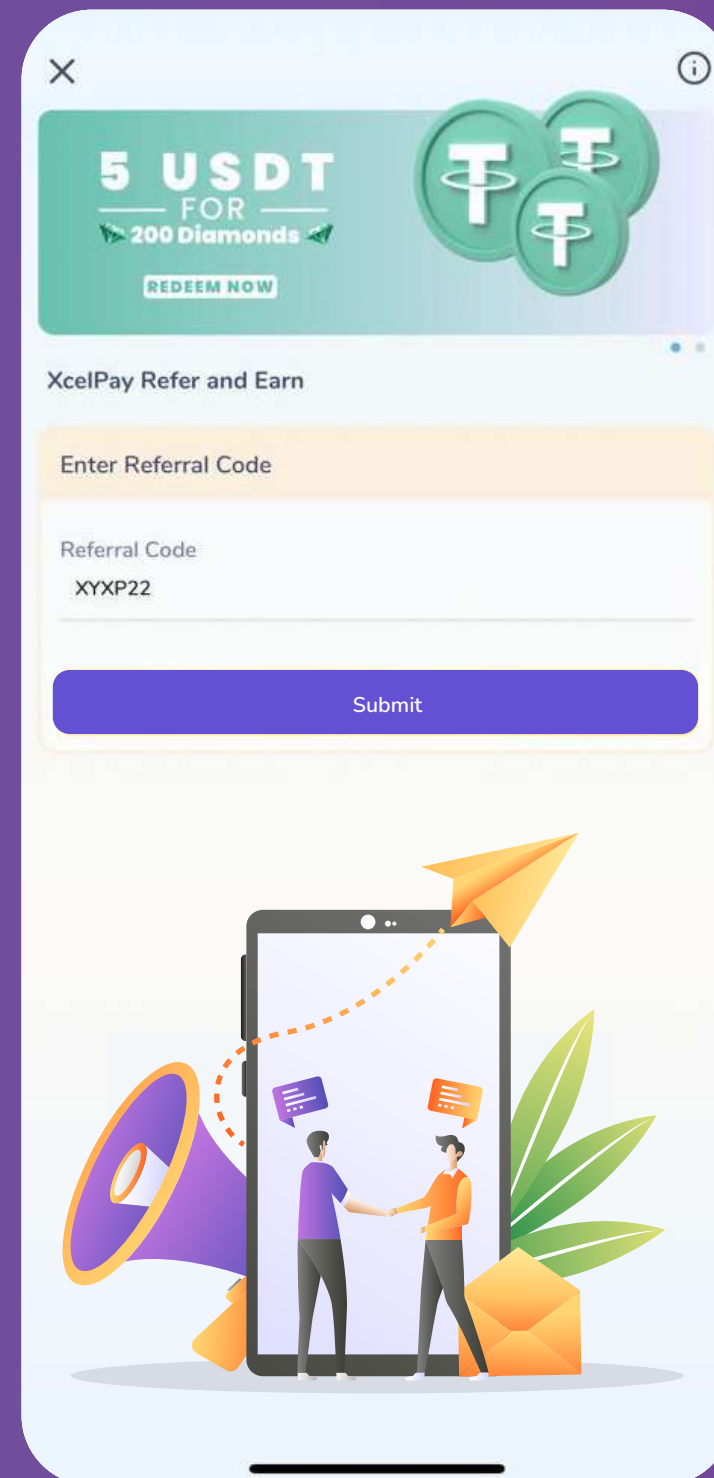 5 USDT
FOR
200 Diamonds
REDEEM NOW
XcelPay Refer and Earn
Enter Referral Code
Referral Code
XYXP22
Submit